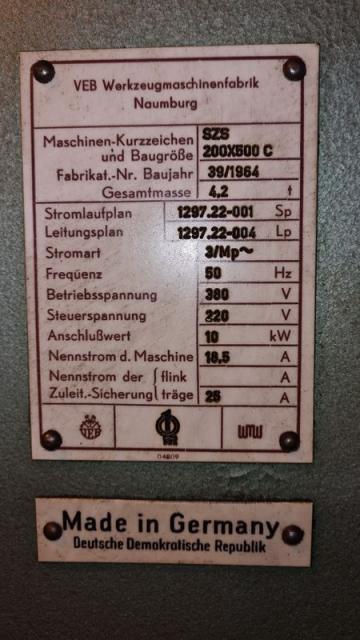 VEB Werkzeugmaschinenfabrik
Naumburg
Maschinen-Kurzzeichen und Baugröße SZS 200X500 C
Fabrikat.-Nr. Baujahr 39/1964
Gesamtmasse 4,2 t
Stromlaufplan 1297.22-001 Sp
Leitungsplan 1297.22-004 Lp
Stromart 3/Mp~
Freqüenz 50 Hz
Betriebsspannung 380 V
Steuerspannung 220 V
Anschlußwert 10 kW
Nennstrom d. Maschine 18,5 A
Nennstrom der flink A
Zuleit.-Sicherung träge 25 A
VEB WMW
04809
Made in Germany
Deutsche Demokratische Republik